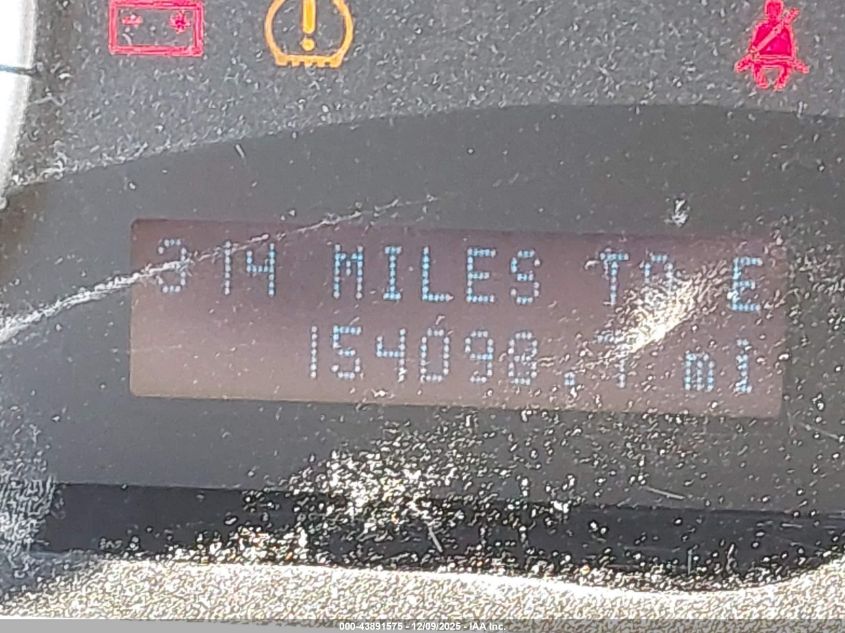 314 MILES TO E
154098.7 mi
000-43891575 - 12/09/2025 - IAA Inc.